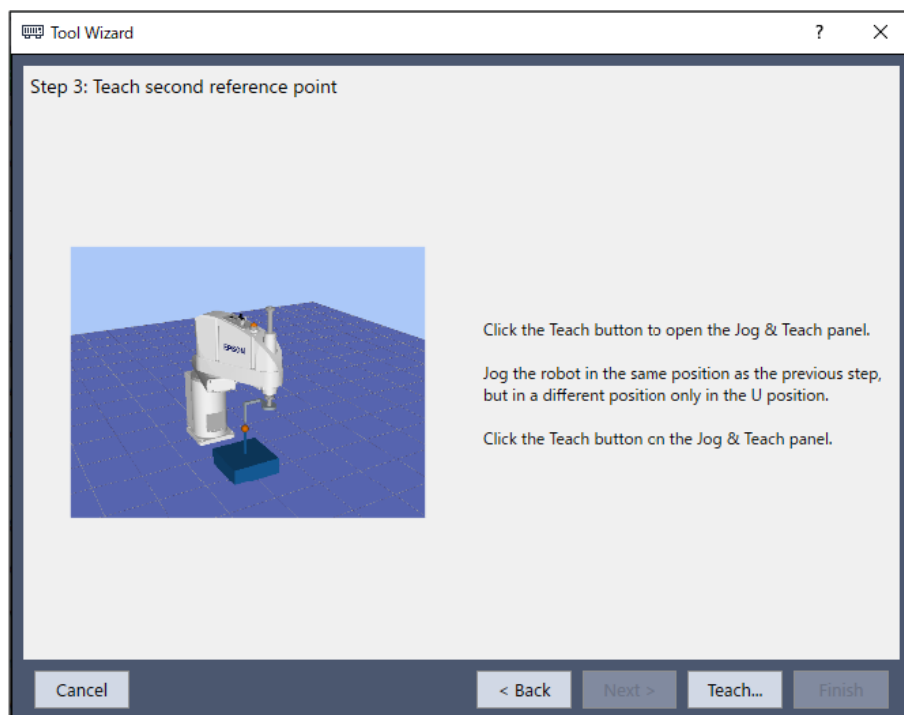 Tool Wizard
?
Step 3: Teach second reference point
EPSON
Click the Teach button to open the Jog & Teach panel.
Jog the robot in the same position as the previous step,
but in a different position only in the U position.
Click the Teach button cn the Jog & Teach panel.
Cancel
< Back
Next >
Teach...
Finish